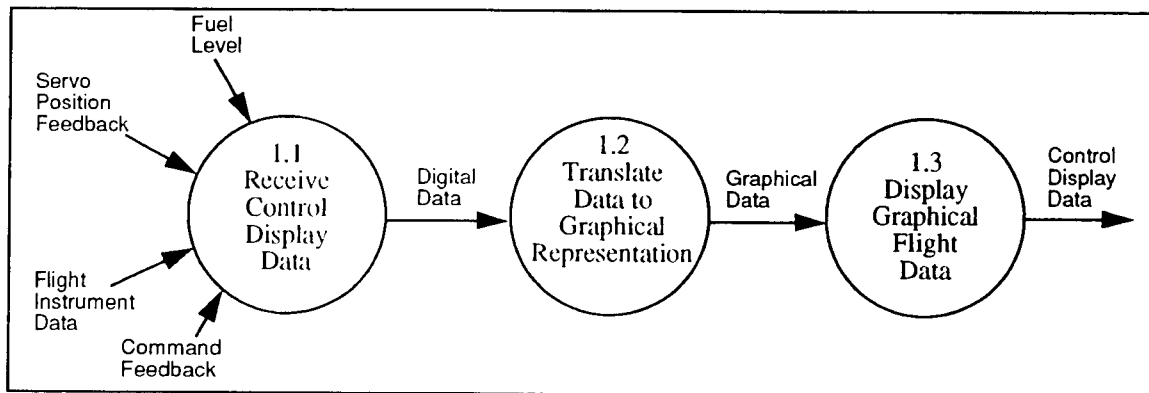 Fuel
Level
Servo
Position
Feedback
Flight
Instrument
Data
Command
Feedback
1.1
Receive
Control
Display
Data
Digital
Data
1.2
Translate
Data to
Graphical
Representation
Graphical
Data
1.3
Display
Graphical
Flight
Data
Control
Display
Data